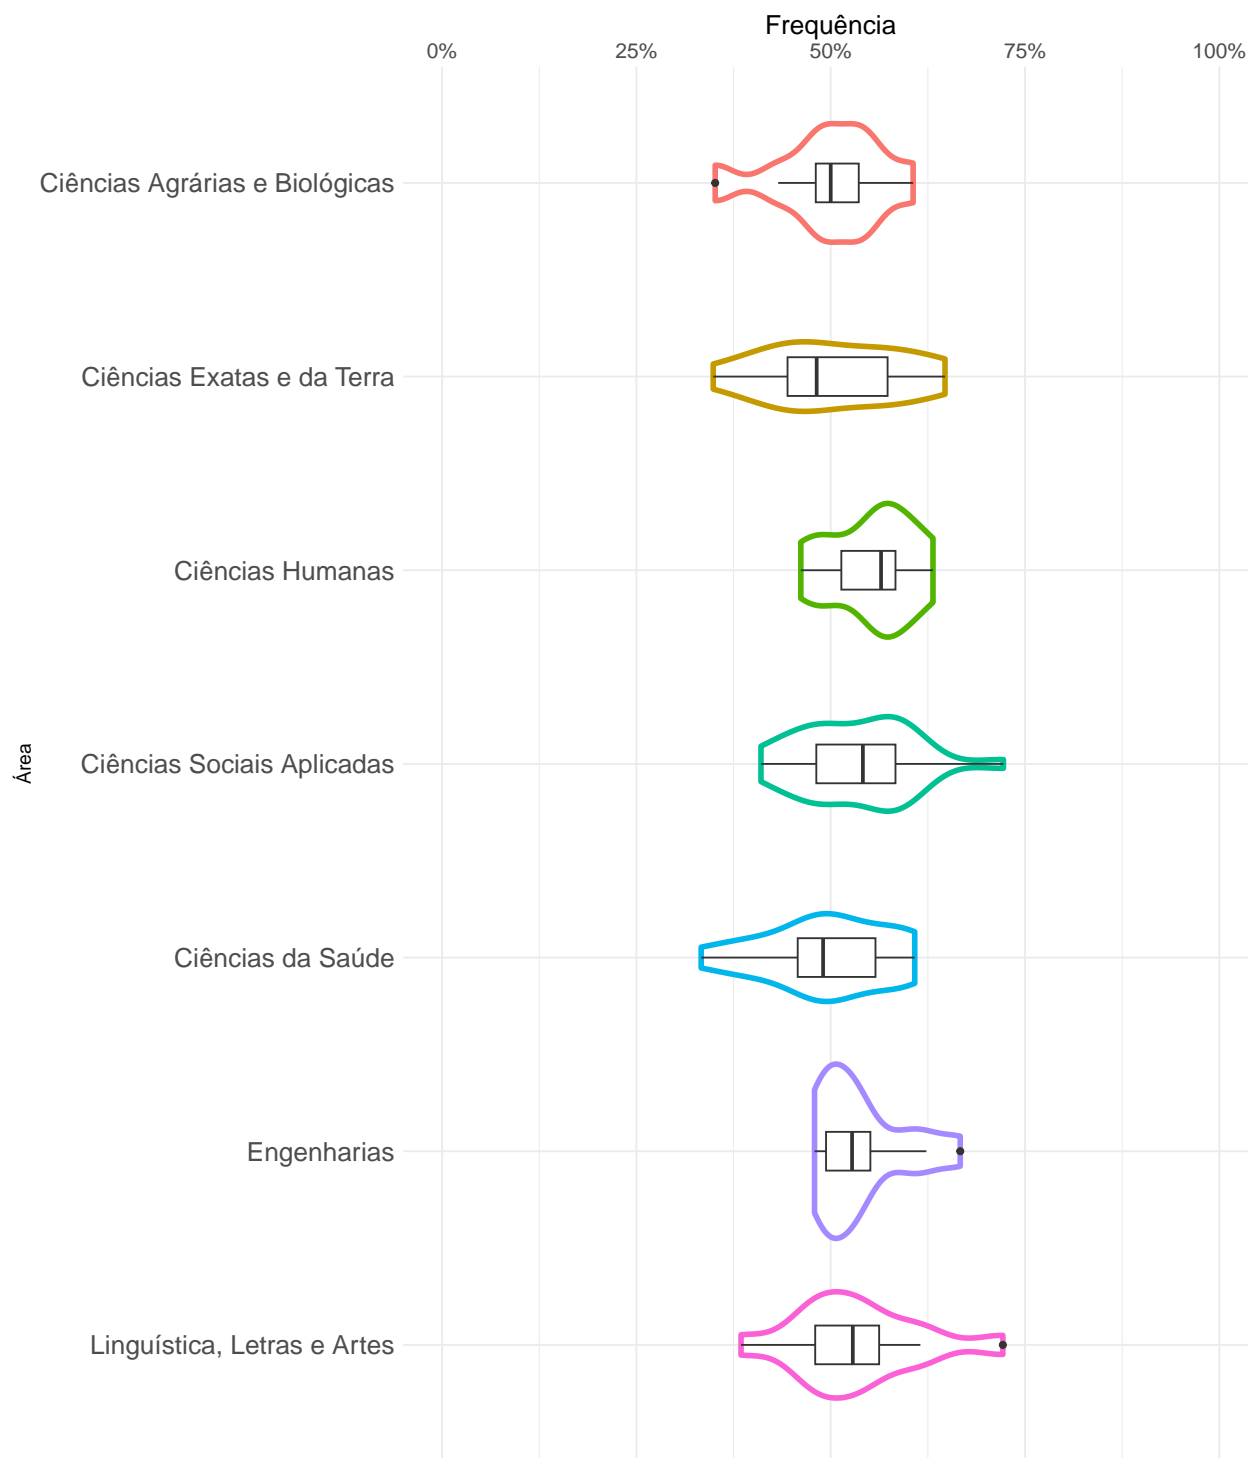 Frequência
0% 25% 50% 75% 100%
Ciências Agrárias e Biológicas
Ciências Exatas e da Terra
Ciências Humanas
Área
Ciências Sociais Aplicadas
Ciências da Saúde
Engenharias
Linguística, Letras e Artes